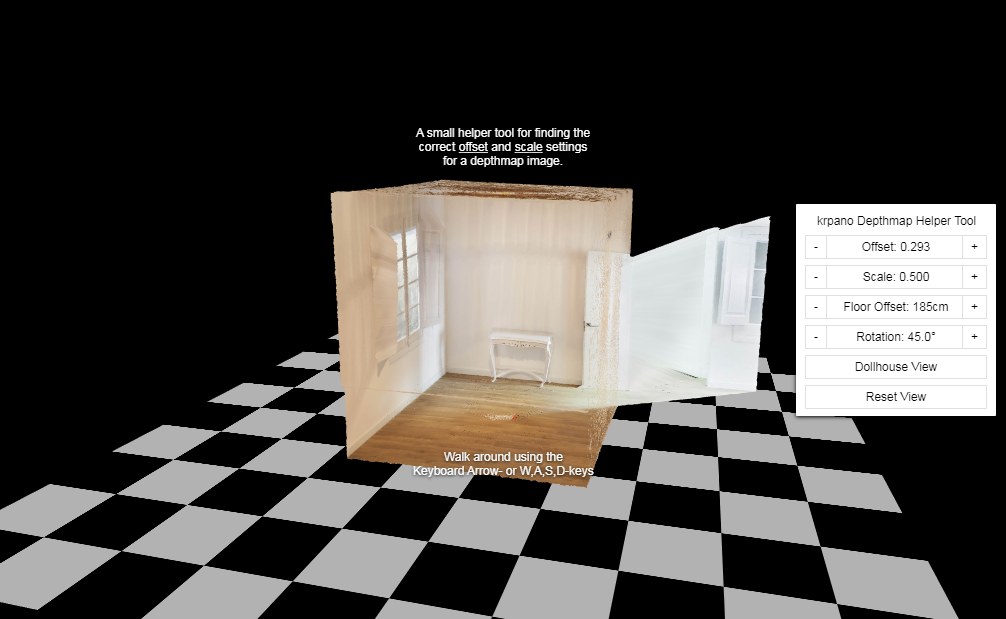 A small helper tool for finding the
correct offset and scale settings
for a depthmap image.
krpano Depthmap Helper Tool
- Offset: 0.293 +
- Scale: 0.500 +
- Floor Offset: 185cm +
- Rotation: 45.0° +
Dollhouse View
Reset View
Walk around using the
Keyboard Arrow- or W,A,S,D-keys